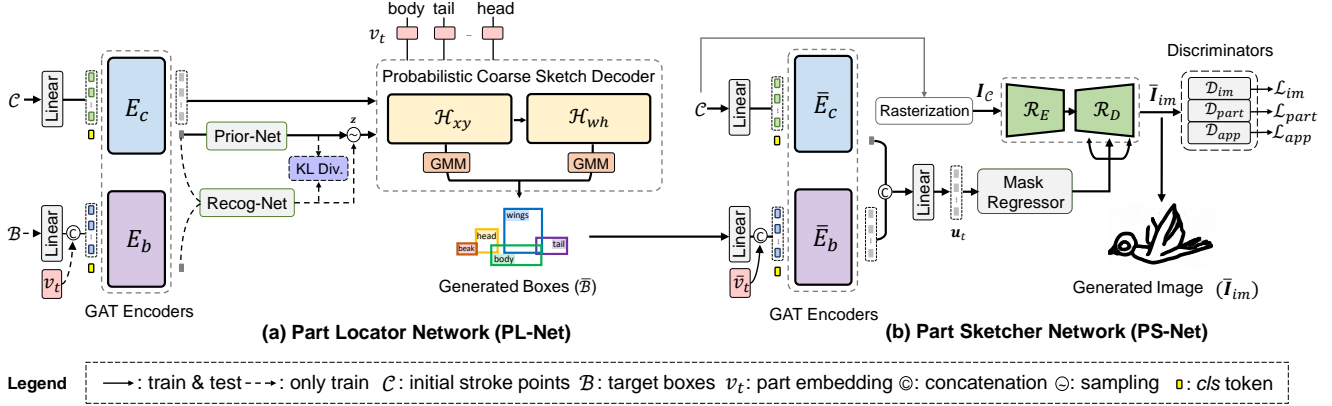 body tail head
v_t
Probabilistic Coarse Sketch Decoder
𝒞 Linear E_c
Prior-Net
KL Div.
Recog-Net
z
ℋ_xy ℋ_wh
GMM GMM
ℬ Linear © E_b
v_t
GAT Encoders
wings
head
beak
tail
body
Generated Boxes (ℬ̅)
(a) Part Locator Network (PL-Net)
𝒞 Linear Ē_c
Rasterization
I_𝒞
ℛ_E ℛ_D
Ī_im
Discriminators
𝒟_im ℒ_im
𝒟_part ℒ_part
𝒟_app ℒ_app
Linear © Ē_b
v̄_t
© Linear
u_t
Mask
Regressor
GAT Encoders
Generated Image (Ī_im)
(b) Part Sketcher Network (PS-Net)
Legend : train & test : only train 𝒞: initial stroke points ℬ: target boxes v_t: part embedding ©: concatenation ~: sampling : cls token